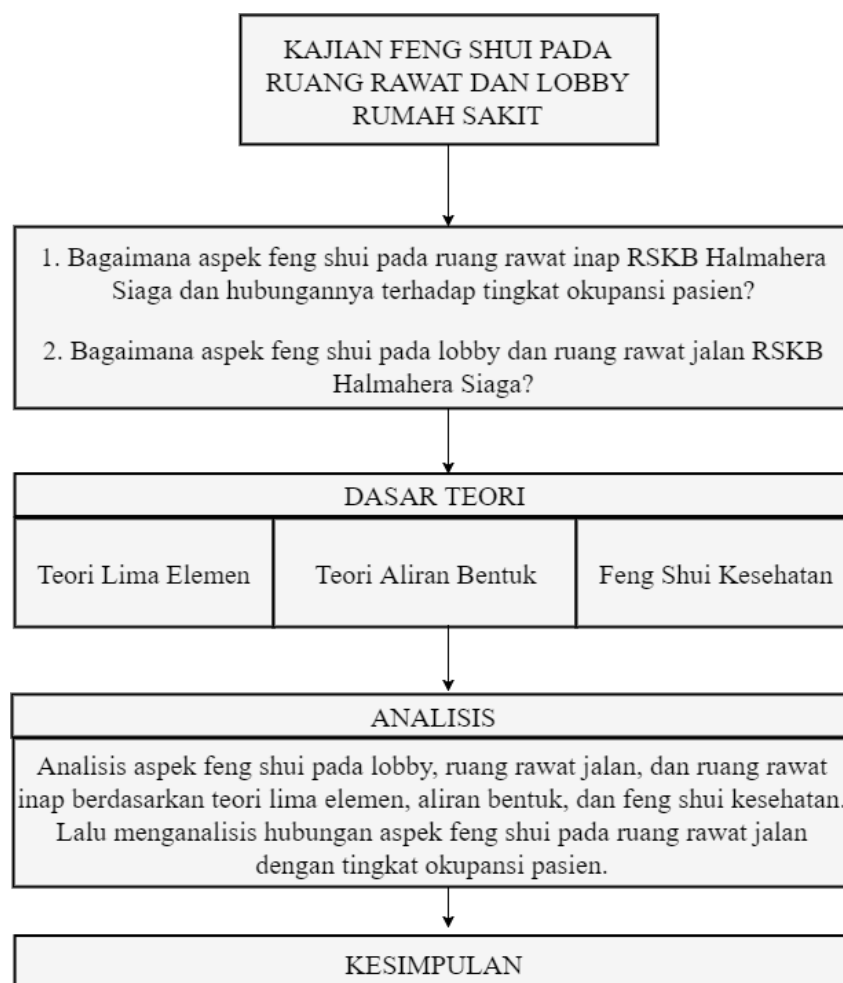 KAJIAN FENG SHUI PADA
RUANG RAWAT DAN LOBBY
RUMAH SAKIT
1. Bagaimana aspek feng shui pada ruang rawat inap RSKB Halmahera
Siaga dan hubungannya terhadap tingkat okupansi pasien?
2. Bagaimana aspek feng shui pada lobby dan ruang rawat jalan RSKB
Halmahera Siaga?
DASAR TEORI
Teori Lima Elemen
Teori Aliran Bentuk
Feng Shui Kesehatan
ANALISIS
Analisis aspek feng shui pada lobby, ruang rawat jalan, dan ruang rawat
inap berdasarkan teori lima elemen, aliran bentuk, dan feng shui kesehatan.
Lalu menganalisis hubungan aspek feng shui pada ruang rawat jalan
dengan tingkat okupansi pasien.
KESIMPULAN